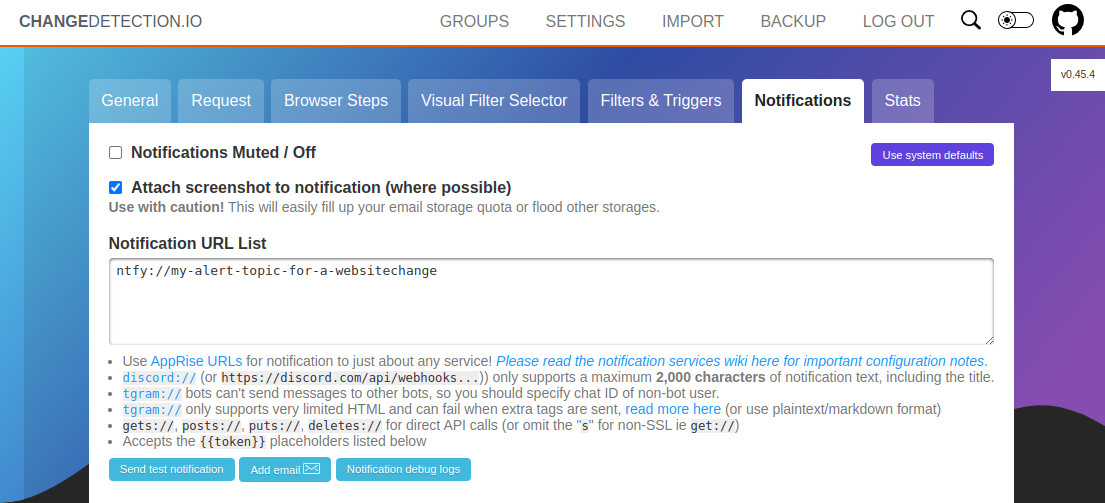 CHANGEDETECTION.IO GROUPS SETTINGS IMPORT BACKUP LOG OUT
v0.45.4
General Request Browser Steps Visual Filter Selector Filters & Triggers Notifications Stats
Notifications Muted / Off Use system defaults
Attach screenshot to notification (where possible)
Use with caution! This will easily fill up your email storage quota or flood other storages.
Notification URL List
ntfy://my-alert-topic-for-a-websitechange
• Use AppRise URLs for notification to just about any service! Please read the notification services wiki here for important configuration notes.
• discord:// (or https://discord.com/api/webhooks...)) only supports a maximum 2,000 characters of notification text, including the title.
• tgram:// bots can't send messages to other bots, so you should specify chat ID of non-bot user.
• tgram:// only supports very limited HTML and can fail when extra tags are sent, read more here (or use plaintext/markdown format)
• gets://, posts://, puts://, deletes:// for direct API calls (or omit the "s" for non-SSL ie get://)
• Accepts the {{token}} placeholders listed below
Send test notification Add email Notification debug logs